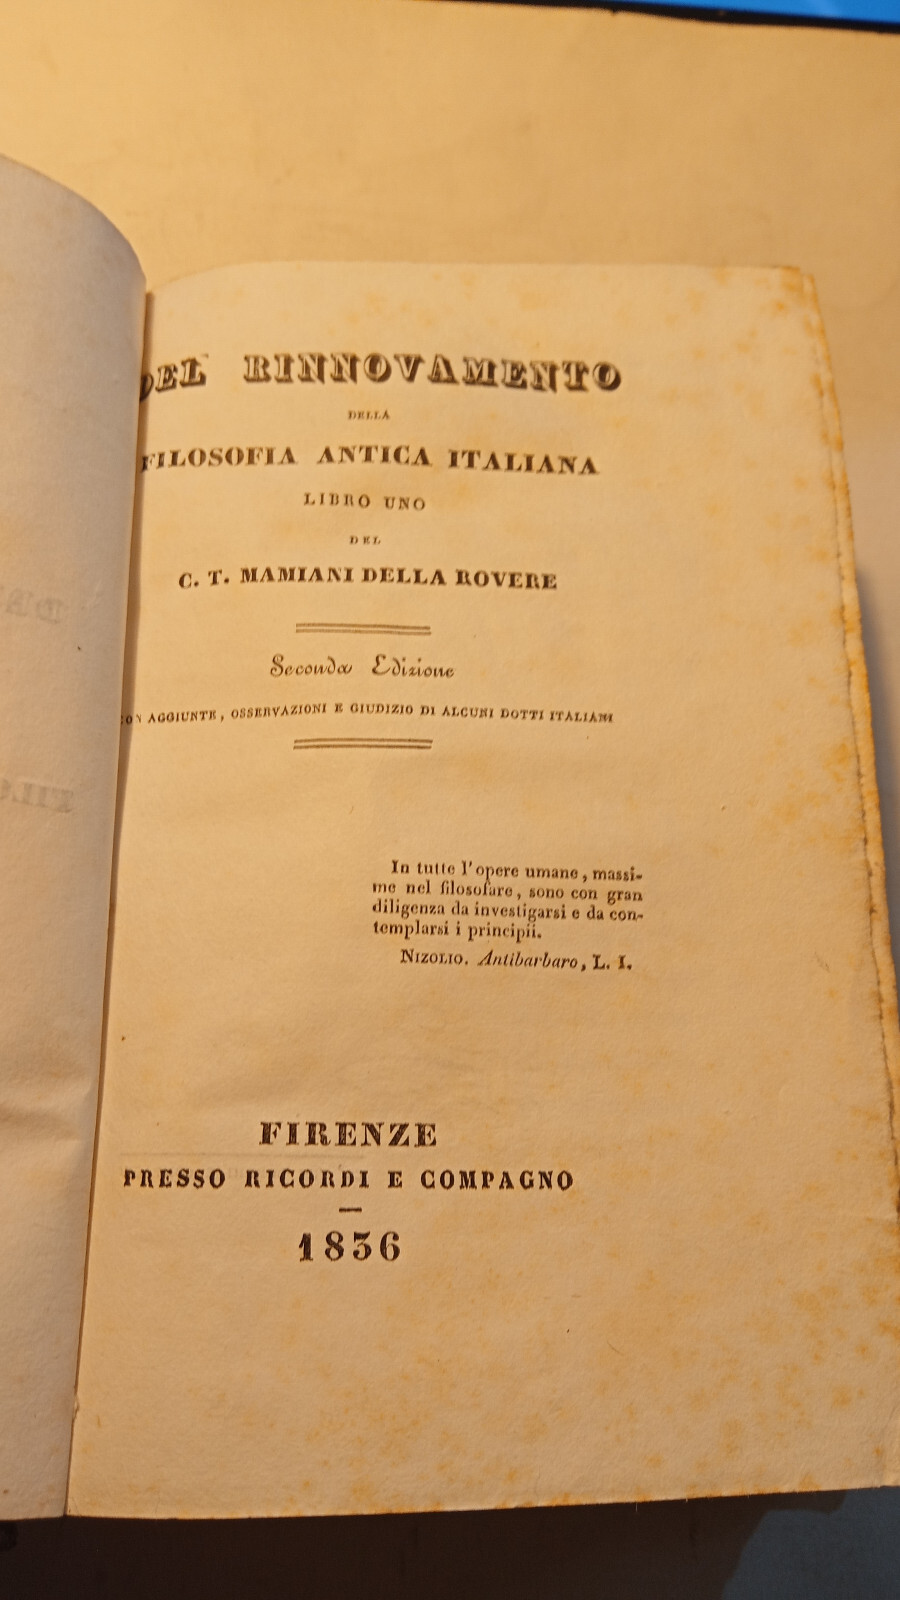 DEL RINNOVAMENTO
DELLA
FILOSOFIA ANTICA ITALIANA
LIBRO UNO
DEL
C. T. MAMIANI DELLA ROVERE
Seconda Edizione
CON AGGIUNTE, OSSERVAZIONI E GIUDIZIO DI ALCUNI DOTTI ITALIANI
In tutte l'opere umane, massi-
me nel filosofare, sono con gran
diligenza da investigarsi e da con-
templarsi i principii.
NIZOLIO. Antibarbaro, L. I.
FIRENZE
PRESSO RICORDI E COMPAGNO
1836